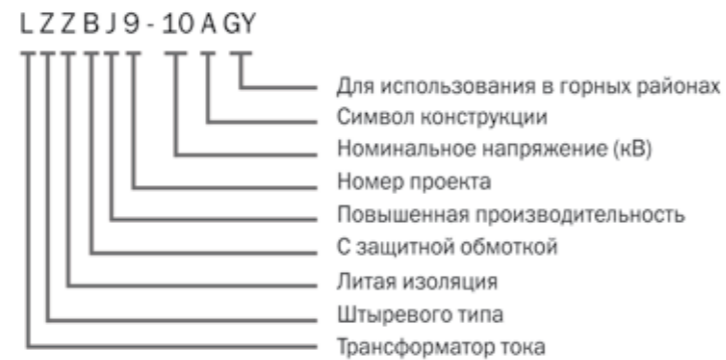 LZZBJ9-10AGY
Для использования в горных районах
Символ конструкции
Номинальное напряжение (кВ)
Номер проекта
Повышенная производительность
С защитной обмоткой
Литая изоляция
Штыревого типа
Трансформатор тока